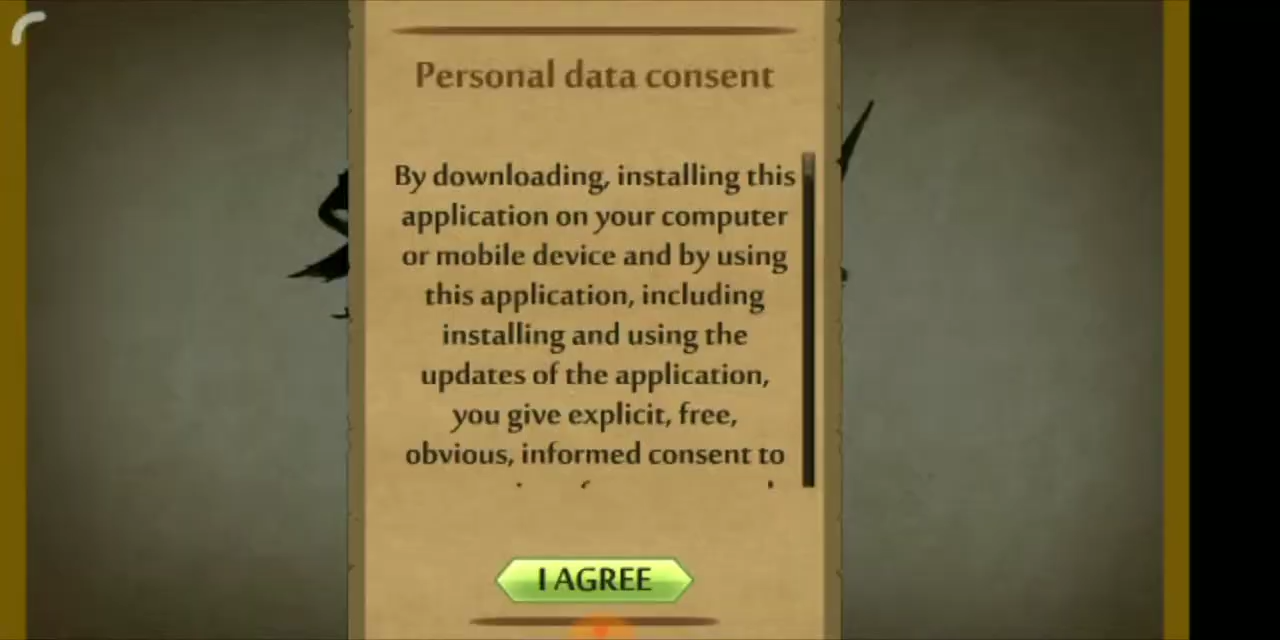 Personal data consent
By downloading, installing this
application on your computer
or mobile device and by using
this application, including
installing and using the
updates of the application,
you give explicit, free,
obvious, informed consent to
I AGREE